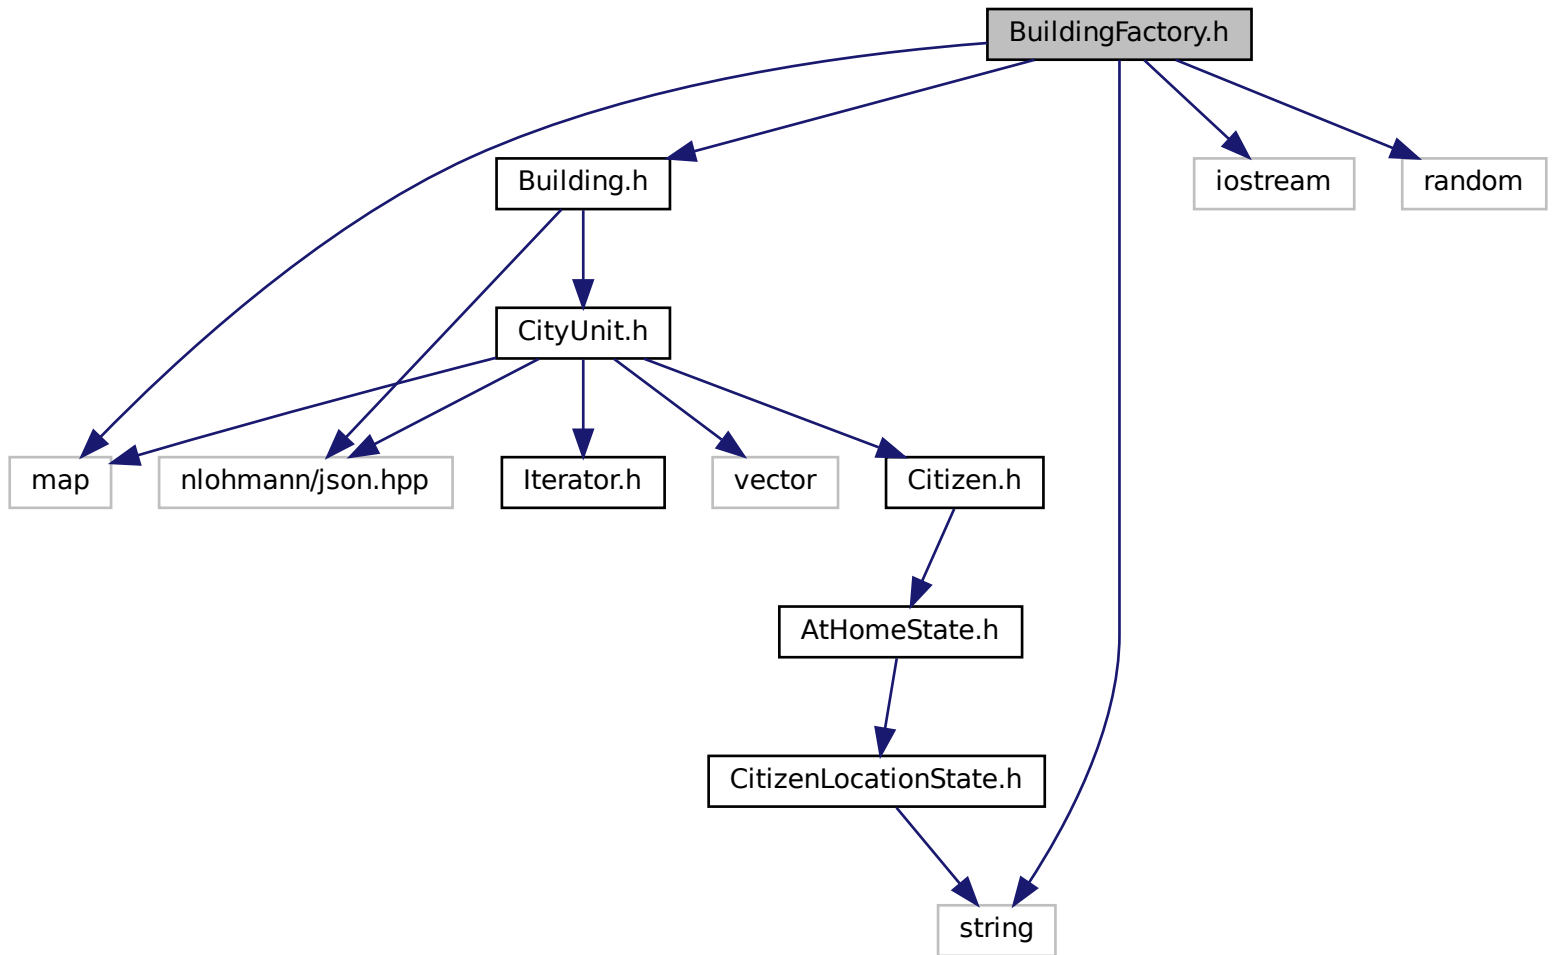 BuildingFactory.h
Building.h
iostream
random
CityUnit.h
map
nlohmann/json.hpp
Iterator.h
vector
Citizen.h
AtHomeState.h
CitizenLocationState.h
string